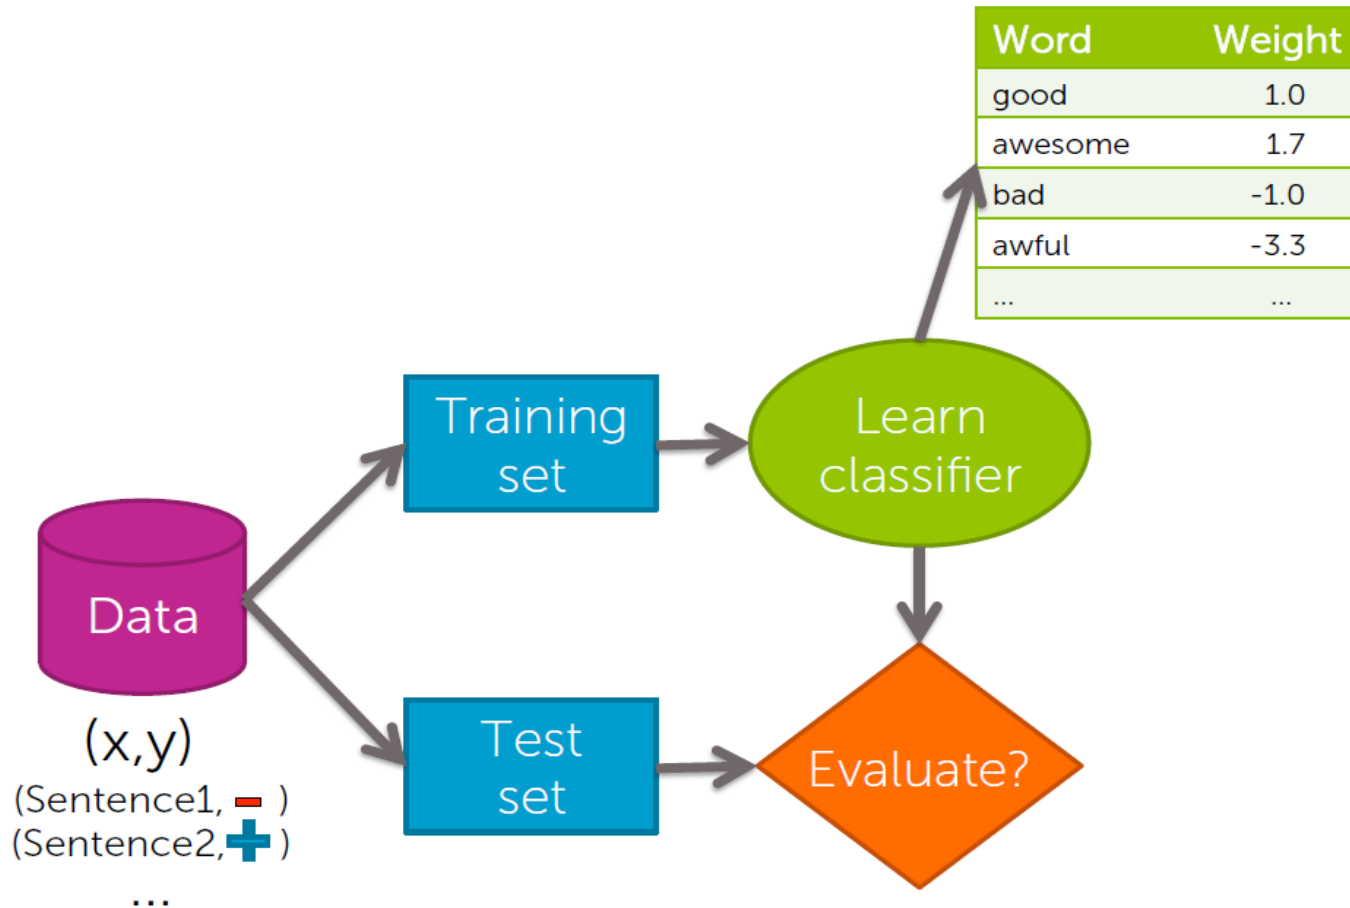 Word Weight
good 1.0
awesome 1.7
bad -1.0
awful -3.3
... ...
Training
set
Learn
classifier
Data
(x,y)
(Sentence1, - )
(Sentence2, + )
...
Test
set
Evaluate?